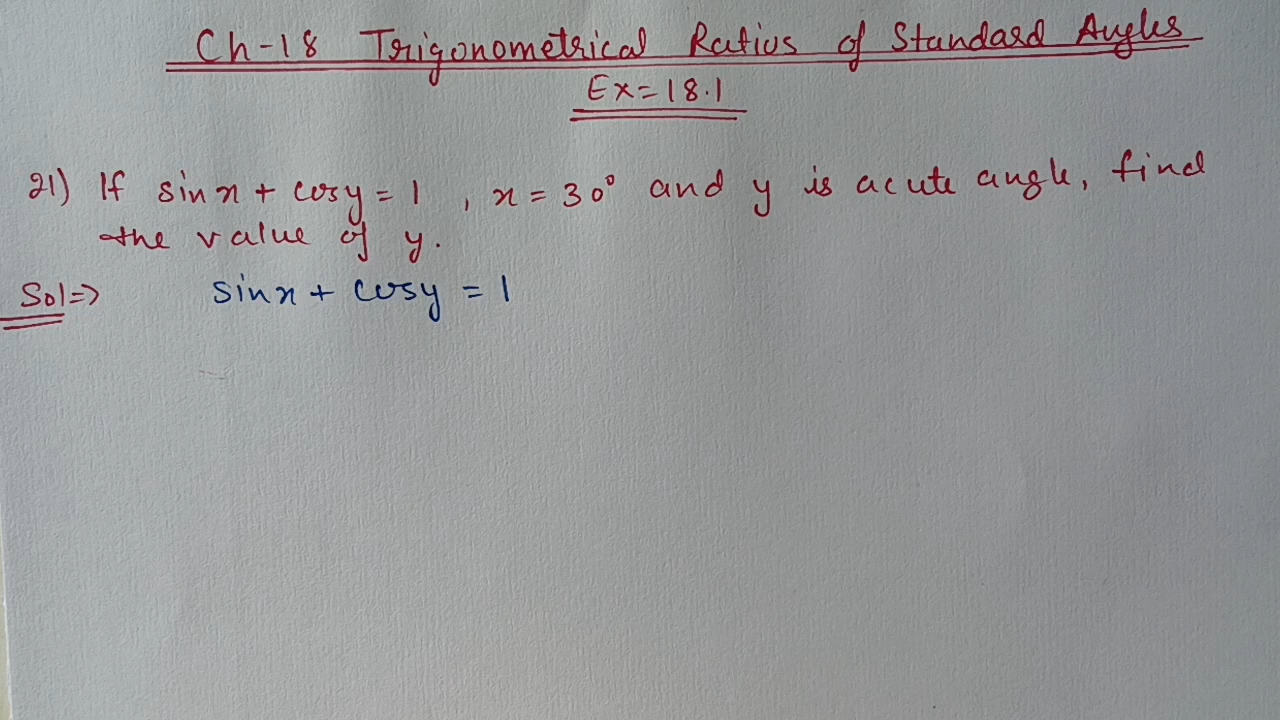 Ch-18 Trigonometrical Ratios of Standard Angles
Ex=18.1
21) If sin x + cos y = 1 , x = 30° and y is acute angle, find
the value of y.
Sol=> sin x + cos y = 1